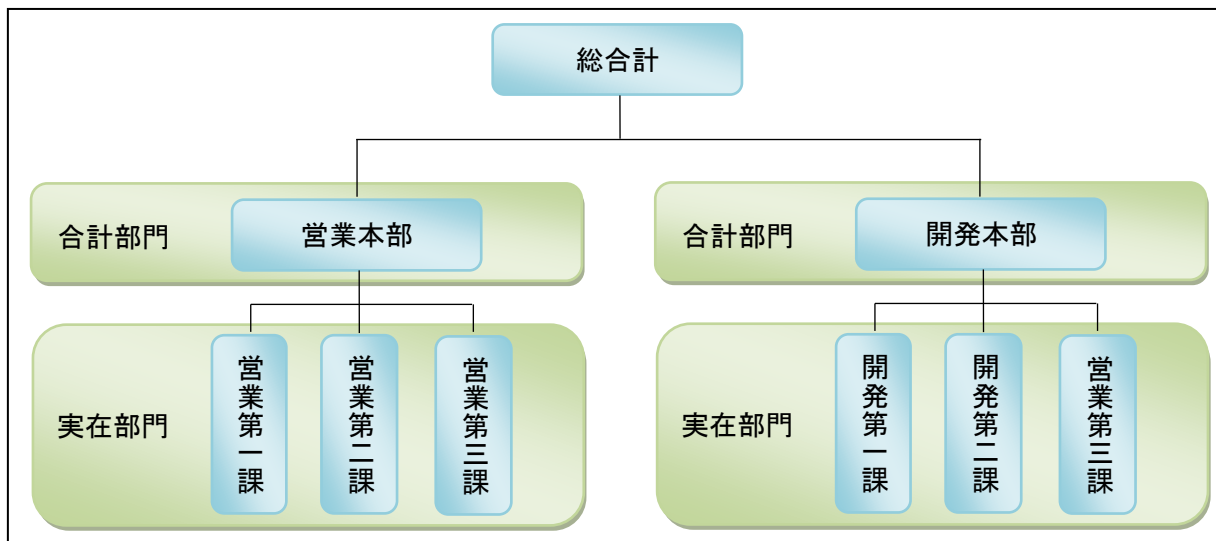 総合計
合計部門
営業本部
合計部門
開発本部
実在部門
営業第一課
営業第二課
営業第三課
実在部門
開発第一課
開発第二課
営業第三課